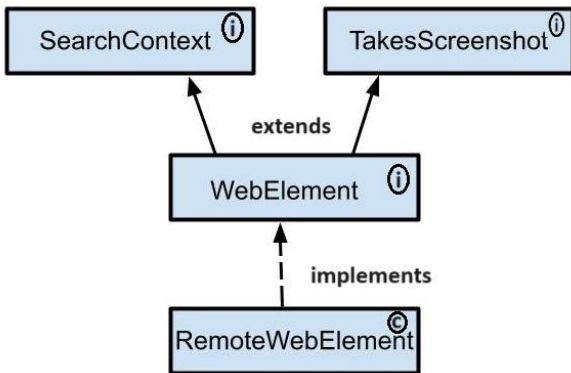 SearchContext i
TakesScreenshot i
extends
WebElement i
implements
RemoteWebElement ©